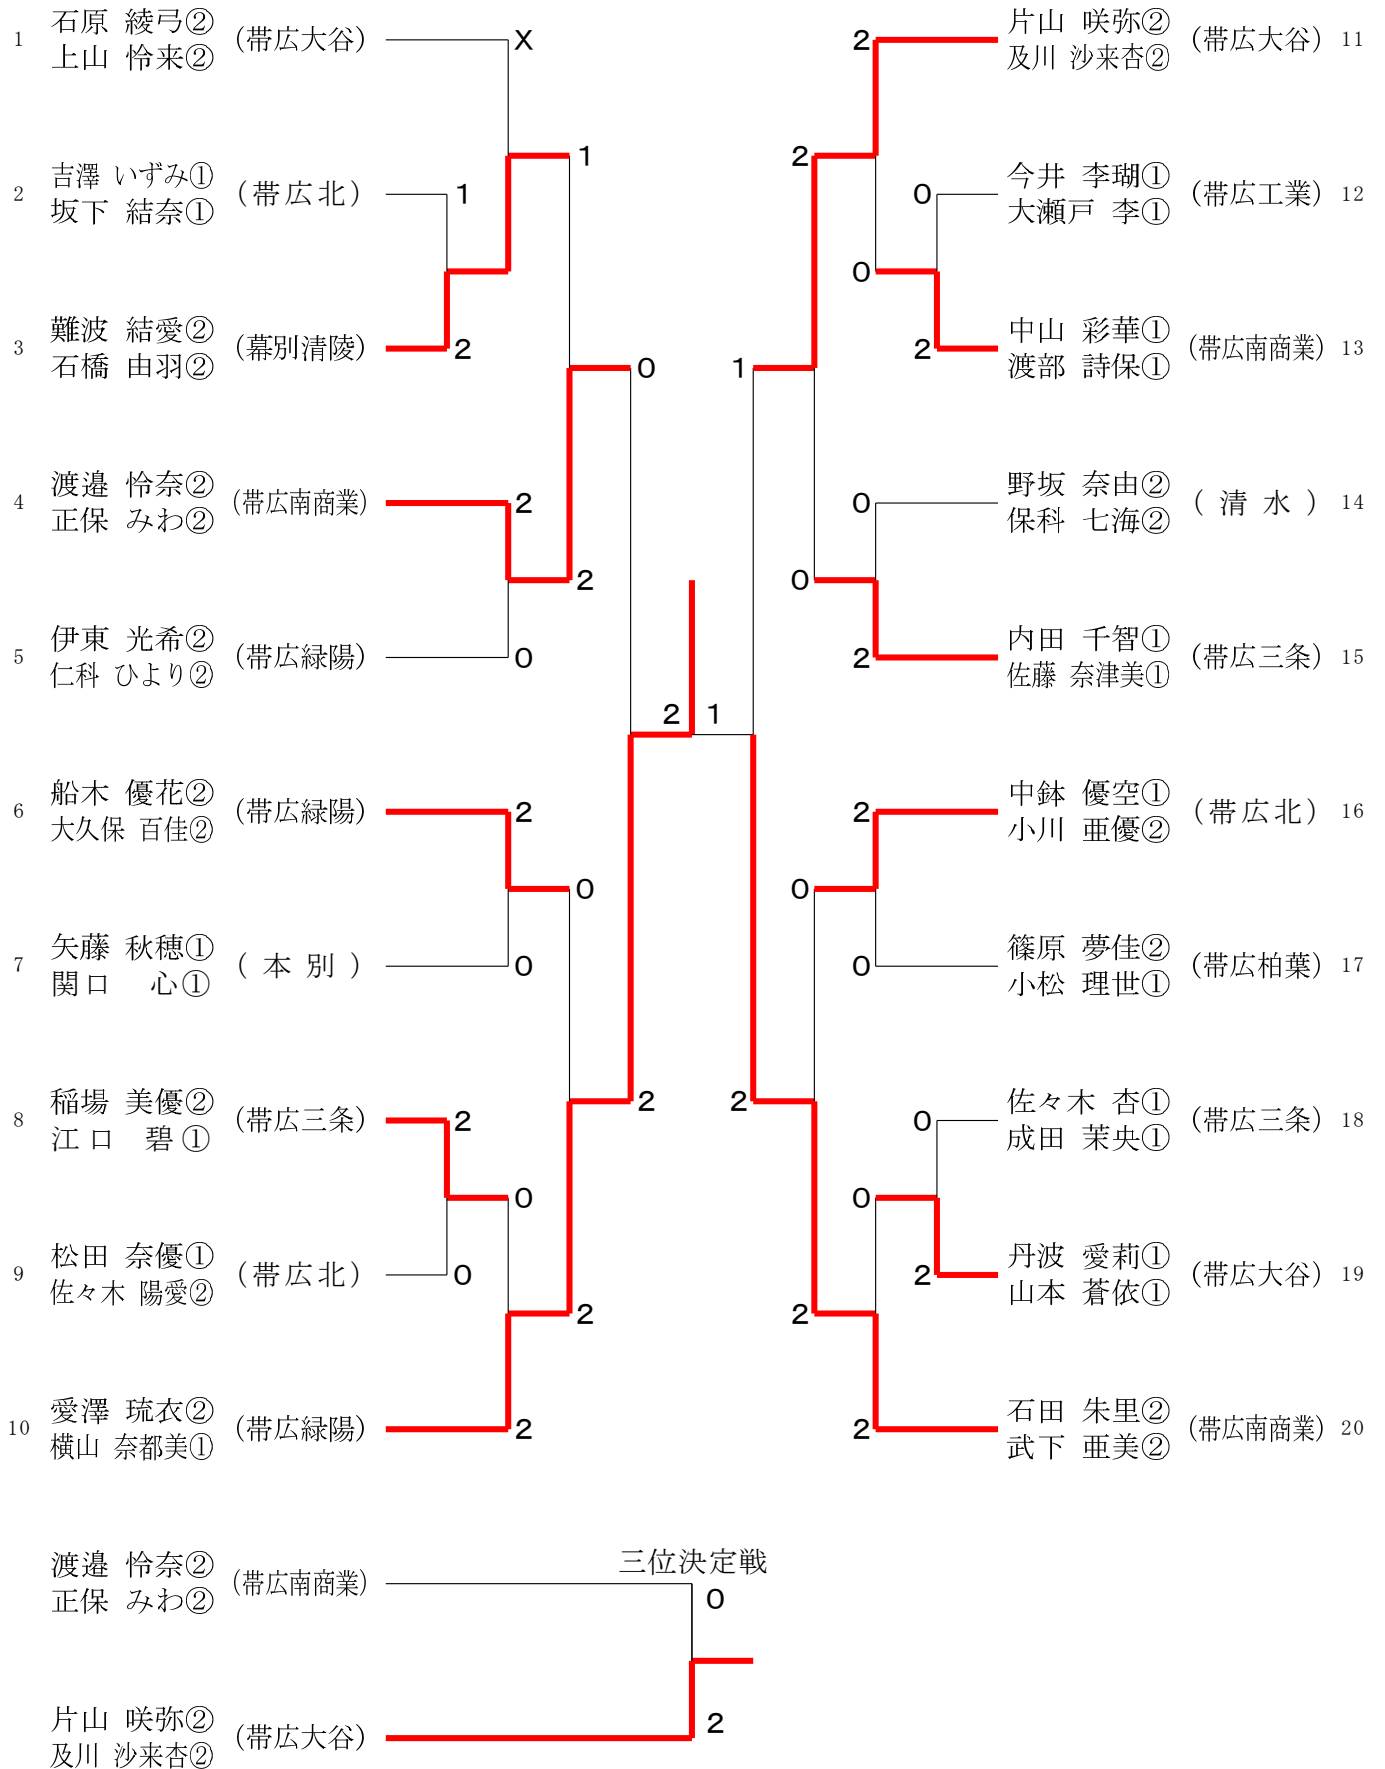 1 石原 綾弓② (帯広大谷) X
上山 怜来②
2 吉澤 いずみ① (帯広北) 1
坂下 結奈①
3 難波 結愛② (幕別清陵) 2
石橋 由羽②
1
4 渡邉 怜奈② (帯広南商業) 2
正保 みわ②
5 伊東 光希② (帯広緑陽) 0
仁科 ひより②
2
0
6 船木 優花② (帯広緑陽) 2
大久保 百佳②
7 矢藤 秋穂① (本別) 0
関口 心①
0
8 稲場 美優② (帯広三条) 2
江口 碧①
9 松田 奈優① (帯広北) 0
佐々木 陽愛②
0
10 愛澤 琉衣② (帯広緑陽) 2
横山 奈都美①
2
2
2 1
2 片山 咲弥② (帯広大谷) 11
及川 沙来杏②
0 今井 李瑚① (帯広工業) 12
大瀬戸 李①
2 中山 彩華① (帯広南商業) 13
渡部 詩保①
0
2
0 野坂 奈由② (清水) 14
保科 七海②
2 内田 千智① (帯広三条) 15
佐藤 奈津美①
0
1
2 中鉢 優空① (帯広北) 16
小川 亜優②
0 篠原 夢佳② (帯広柏葉) 17
小松 理世①
0
0 佐々木 杏① (帯広三条) 18
成田 茉央①
2 丹波 愛莉① (帯広大谷) 19
山本 蒼依①
0
2 石田 朱里② (帯広南商業) 20
武下 亜美②
2
2
三位決定戦
渡邉 怜奈② (帯広南商業) 0
正保 みわ②
片山 咲弥② (帯広大谷) 2
及川 沙来杏②